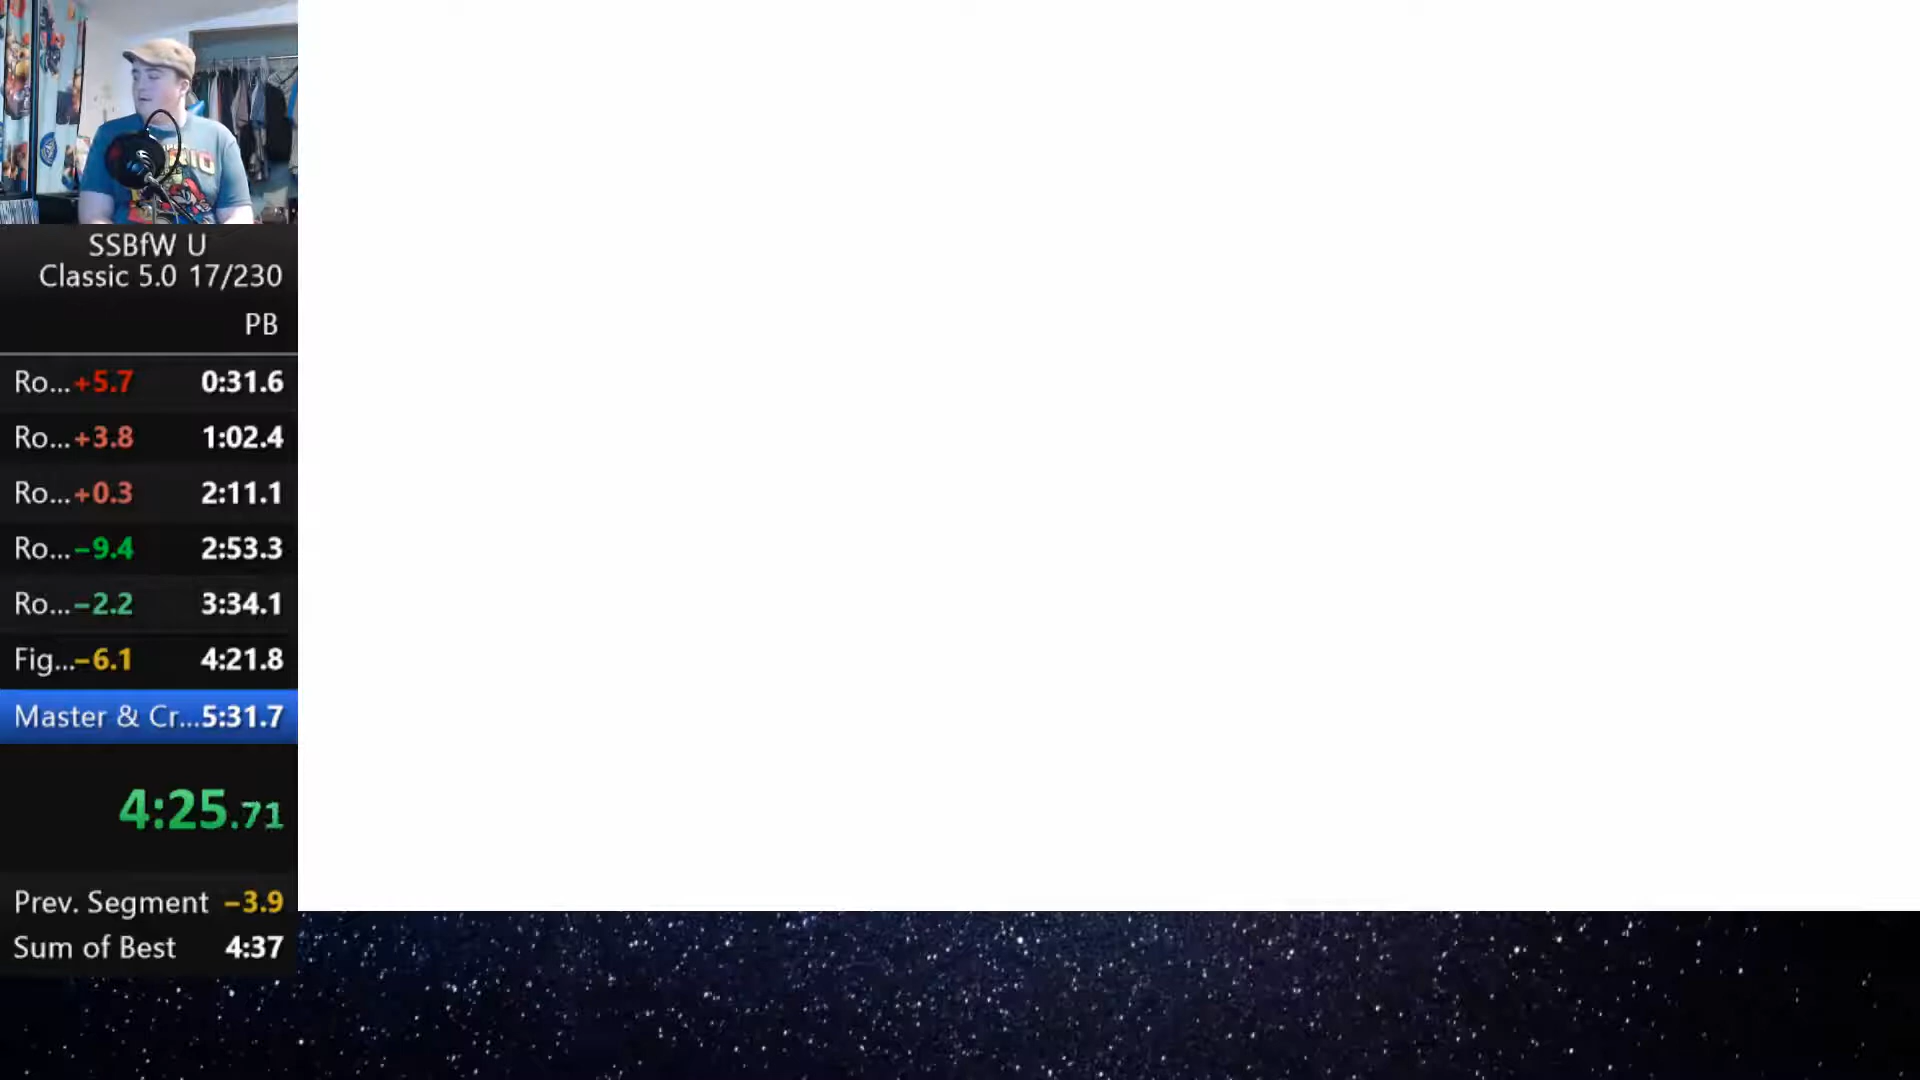 SSBfW U
Classic 5.0 17/230
PB
Ro... +5.7 0:31.6
Ro... +3.8 1:02.4
Ro... +0.3 2:11.1
Ro... −9.4 2:53.3
Ro... −2.2 3:34.1
Fig... −6.1 4:21.8
Master & Cr... 5:31.7
4:25.71
Prev. Segment −3.9
Sum of Best 4:37